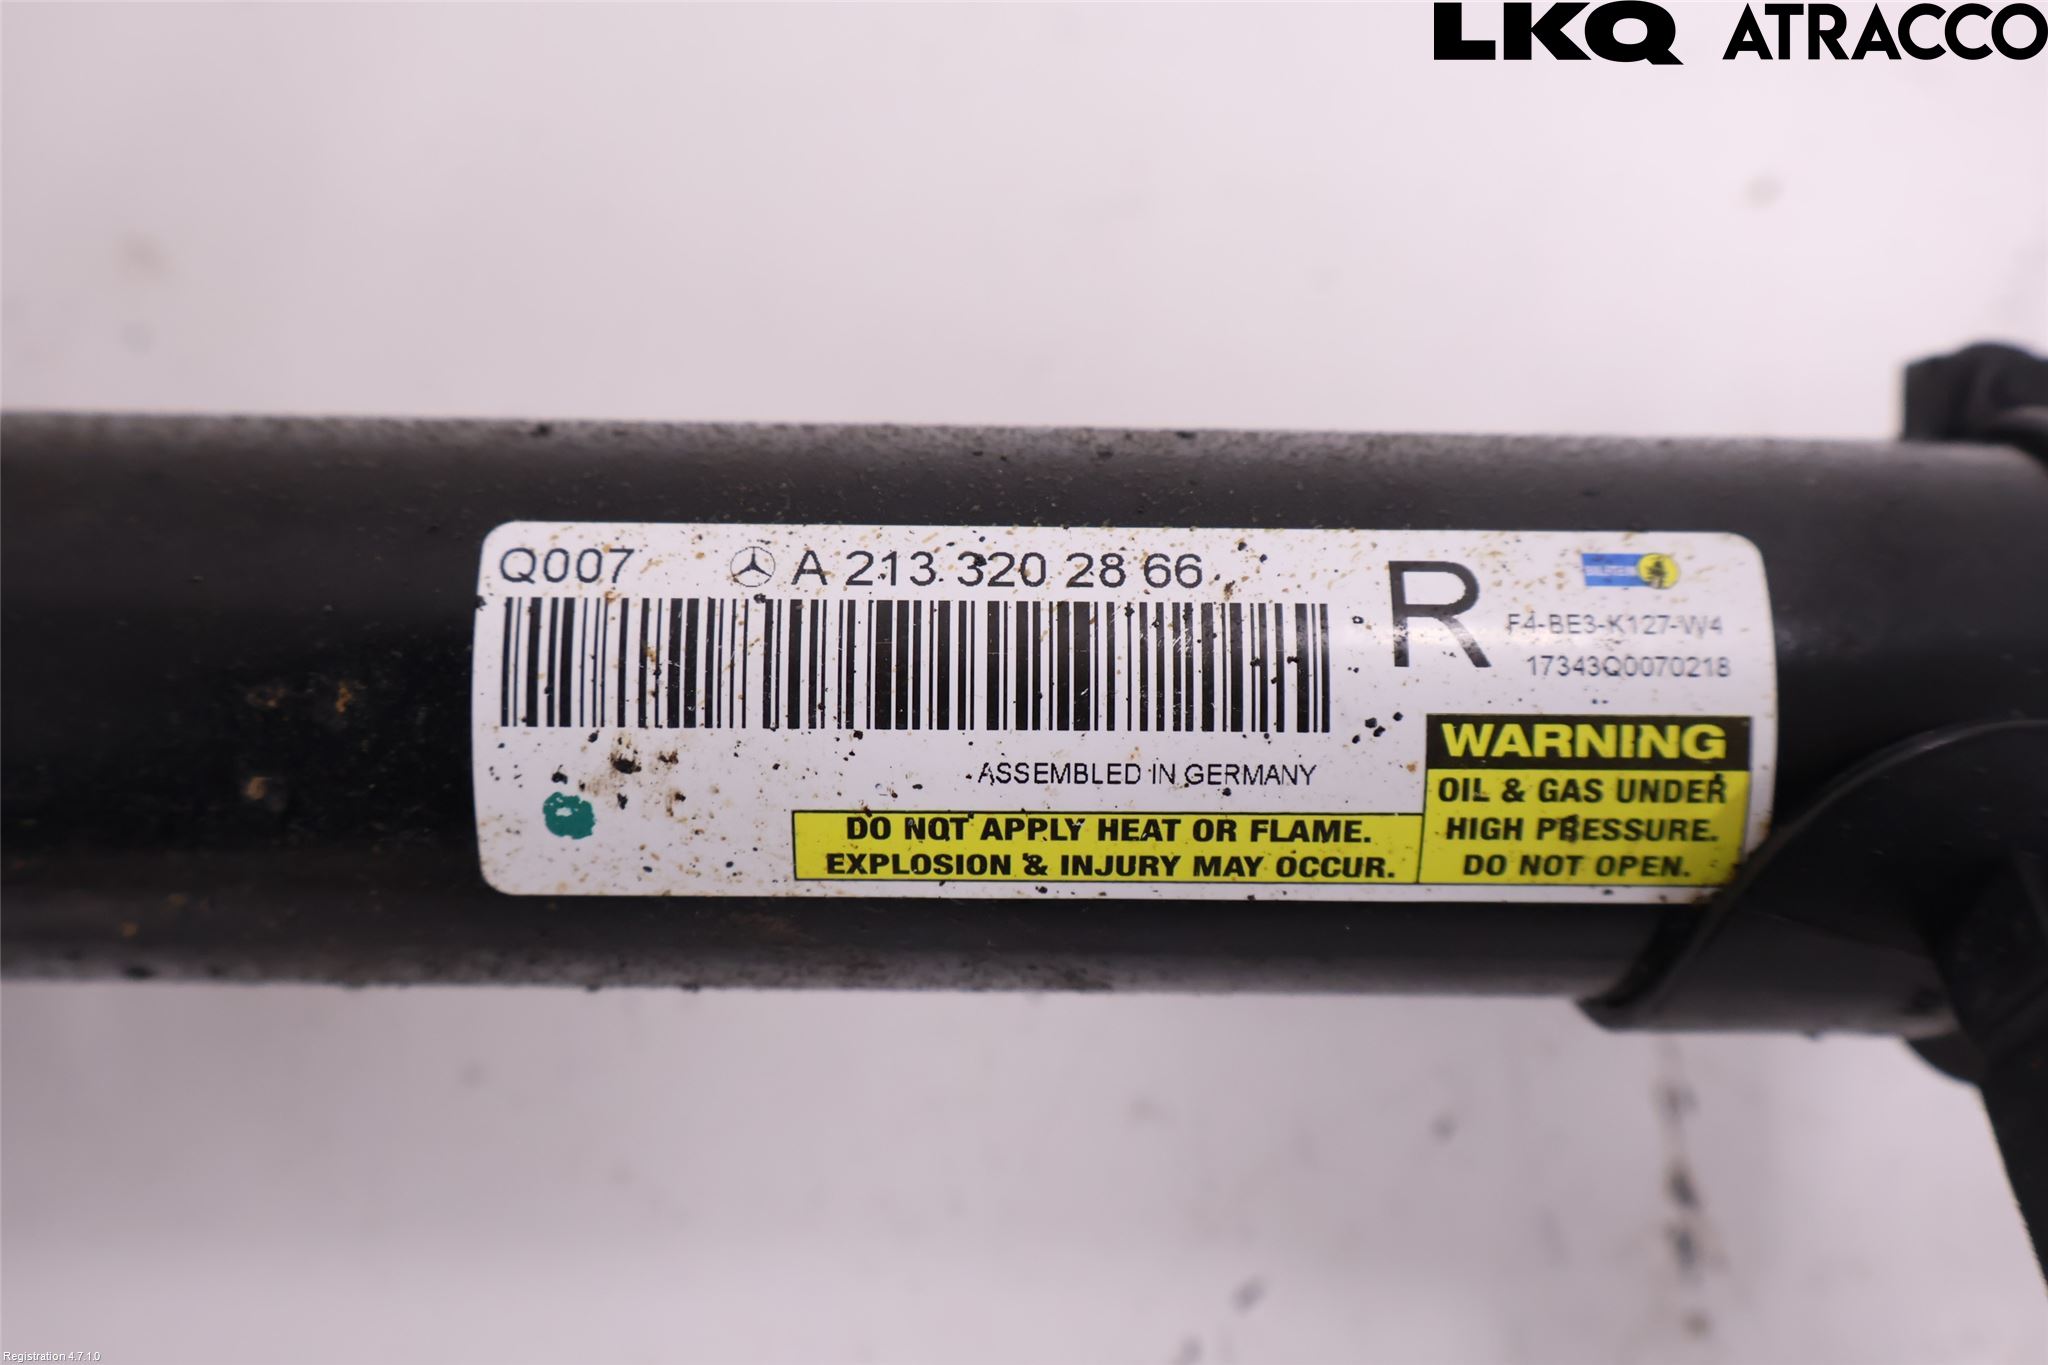 LKQ ATRACCO
Q007 A 213 320 28 66
R
BILSTEIN
F4-BE3-K127-W4
17343Q0070218
ASSEMBLED IN GERMANY
WARNING
OIL & GAS UNDER
HIGH PRESSURE.
DO NOT OPEN.
DO NOT APPLY HEAT OR FLAME.
EXPLOSION & INJURY MAY OCCUR.
Registration 4.7.1.0